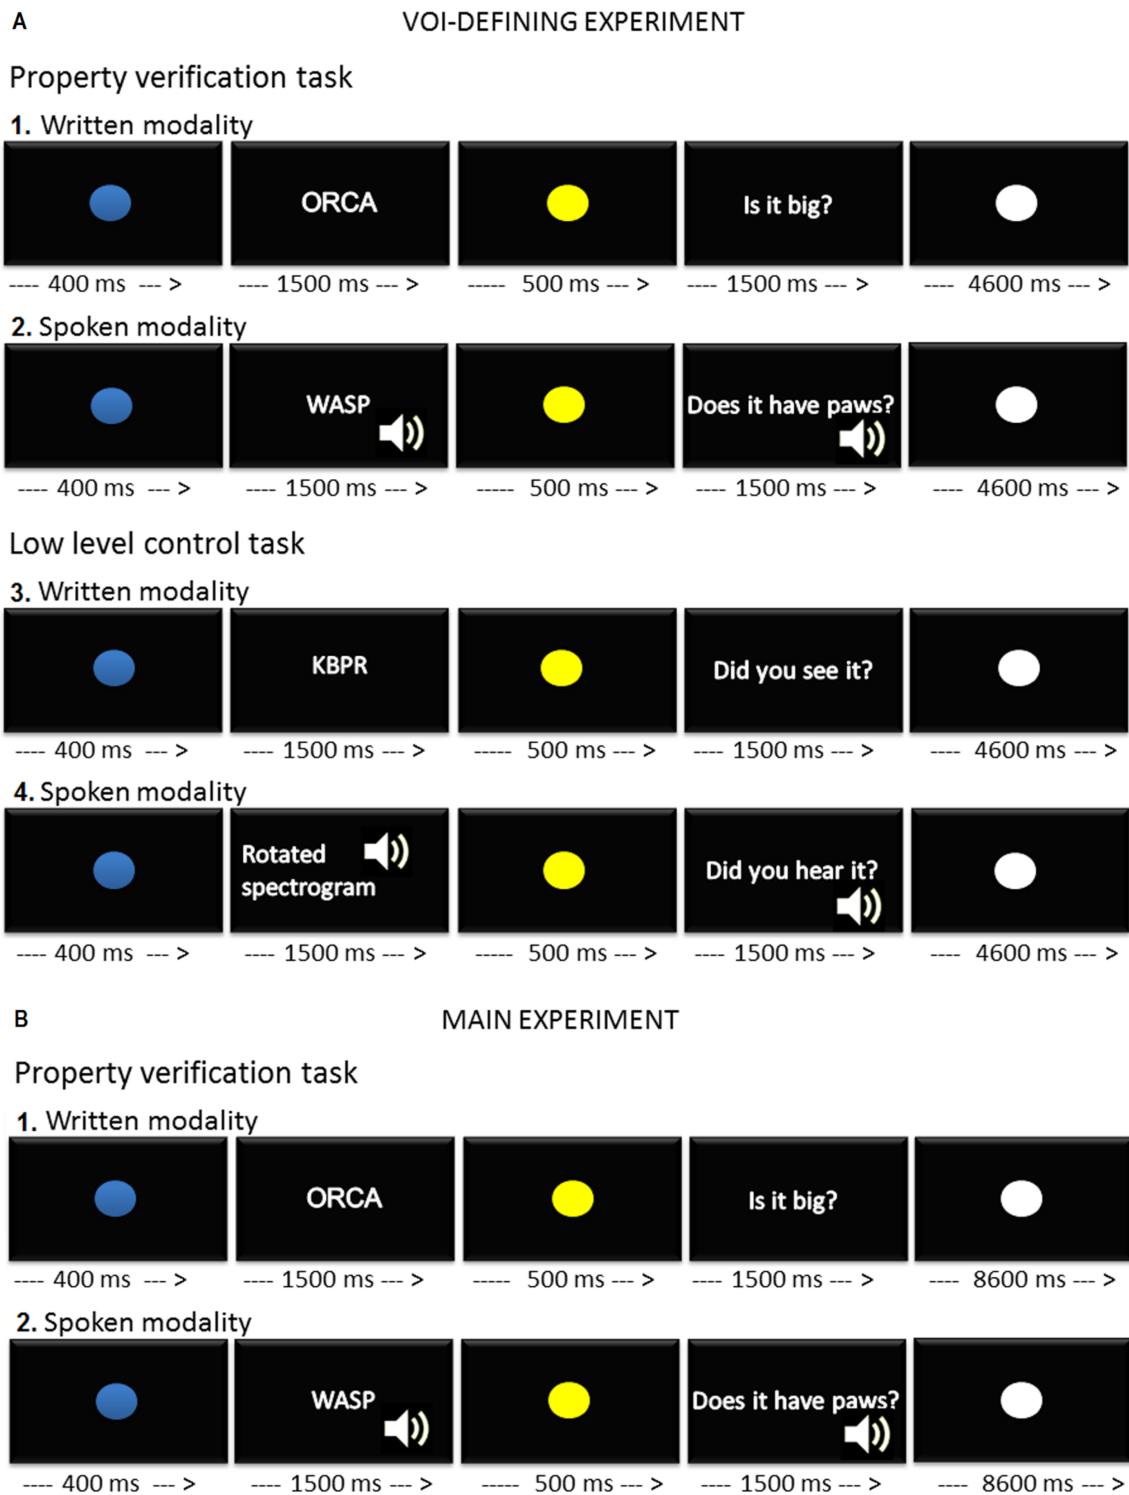 A
VOI-DEFINING EXPERIMENT
Property verification task
1. Written modality
ORCA
Is it big?
---- 400 ms --- >
---- 1500 ms --- >
----- 500 ms --- >
---- 1500 ms --- >
---- 4600 ms --- >
2. Spoken modality
WASP
Does it have paws?
---- 400 ms --- >
---- 1500 ms --- >
----- 500 ms --- >
---- 1500 ms --- >
---- 4600 ms --- >
Low level control task
3. Written modality
KBPR
Did you see it?
---- 400 ms --- >
---- 1500 ms --- >
----- 500 ms --- >
---- 1500 ms --- >
---- 4600 ms --- >
4. Spoken modality
Rotated
spectrogram
Did you hear it?
---- 400 ms --- >
---- 1500 ms --- >
----- 500 ms --- >
---- 1500 ms --- >
---- 4600 ms --- >
B
MAIN EXPERIMENT
Property verification task
1. Written modality
ORCA
Is it big?
---- 400 ms --- >
---- 1500 ms --- >
----- 500 ms --- >
---- 1500 ms --- >
---- 8600 ms --- >
2. Spoken modality
WASP
Does it have paws?
---- 400 ms --- >
---- 1500 ms --- >
----- 500 ms --- >
---- 1500 ms --- >
---- 8600 ms --- >